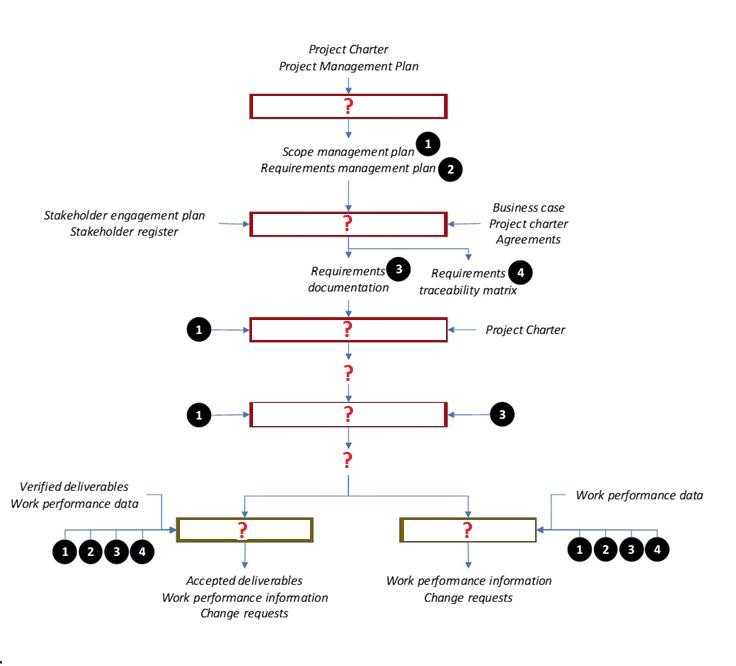 Project Charter
Project Management Plan
?
Scope management plan 1
Requirements management plan 2
Stakeholder engagement plan
Stakeholder register
?
Business case
Project charter
Agreements
Requirements 3
documentation
Requirements 4
traceability matrix
1
?
Project Charter
?
1
?
3
?
Verified deliverables
Work performance data
Work performance data
?
?
1 2 3 4
1 2 3 4
Accepted deliverables
Work performance information
Change requests
Work performance information
Change requests